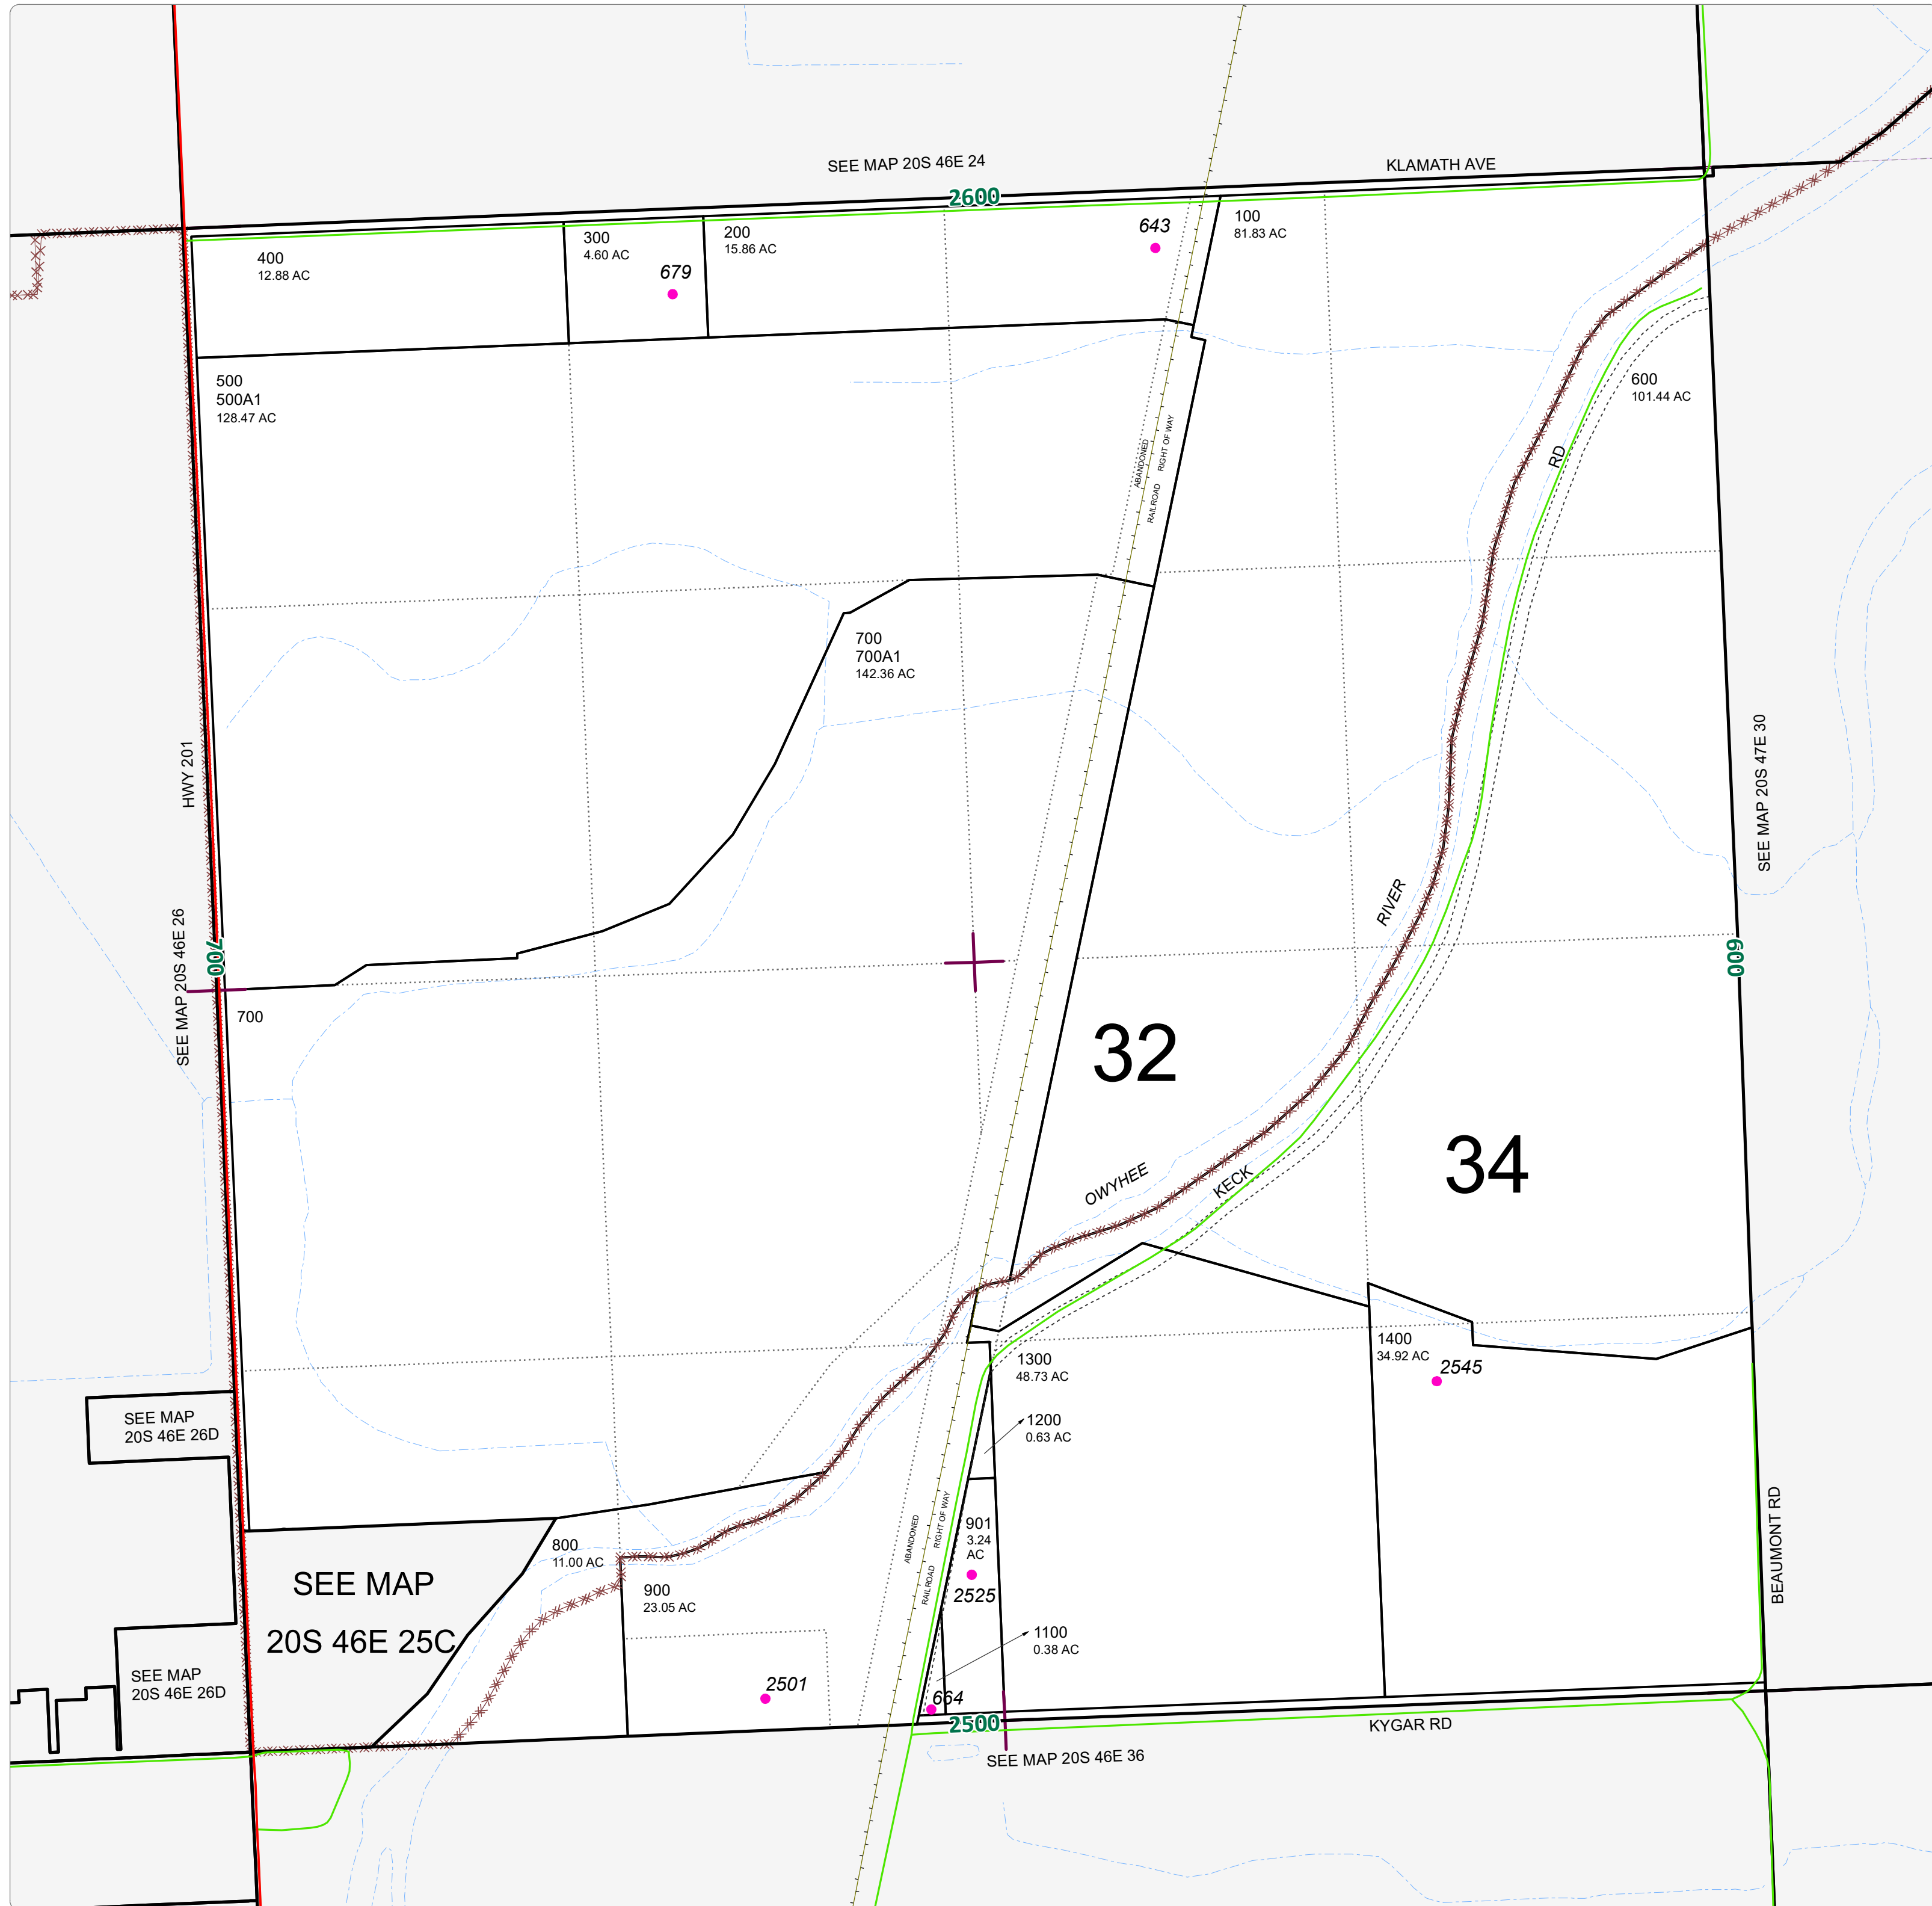 SEE MAP 20S 46E 24
KLAMATH AVE
2600
643
100
81.83 AC
400
12.88 AC
300
4.60 AC
679
200
15.86 AC
500
500A1
128.47 AC
600
101.44 AC
ABANDONED
RAILROAD RIGHT OF WAY
RD
700
700A1
142.36 AC
HWY 201
SEE MAP 20S 47E 30
SEE MAP 20S 46E 26
700
700
RIVER
600
32
34
OWYHEE
KECK
1300
48.73 AC
1400
34.92 AC
2545
SEE MAP
20S 46E 26D
1200
0.63 AC
ABANDONED
RAILROAD RIGHT OF WAY
901
3.24
AC
2525
800
11.00 AC
900
23.05 AC
SEE MAP
20S 46E 25C
BEAUMONT RD
1100
0.38 AC
SEE MAP
20S 46E 26D
2501
664
2500
KYGAR RD
SEE MAP 20S 46E 36